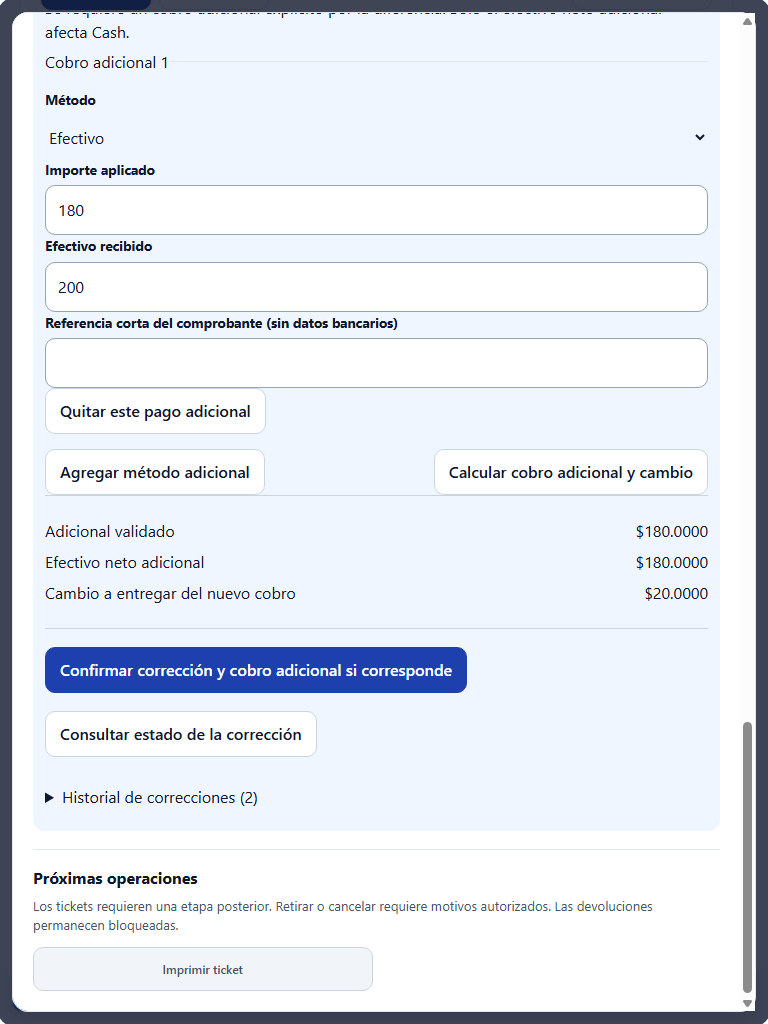 afecta Cash.
Cobro adicional 1
Método
Efectivo
Importe aplicado
180
Efectivo recibido
200
Referencia corta del comprobante (sin datos bancarios)
Quitar este pago adicional
Agregar método adicional
Calcular cobro adicional y cambio
Adicional validado
$180.0000
Efectivo neto adicional
$180.0000
Cambio a entregar del nuevo cobro
$20.0000
Confirmar corrección y cobro adicional si corresponde
Consultar estado de la corrección
Historial de correcciones (2)
Próximas operaciones
Los tickets requieren una etapa posterior. Retirar o cancelar requiere motivos autorizados. Las devoluciones
permanecen bloqueadas.
Imprimir ticket